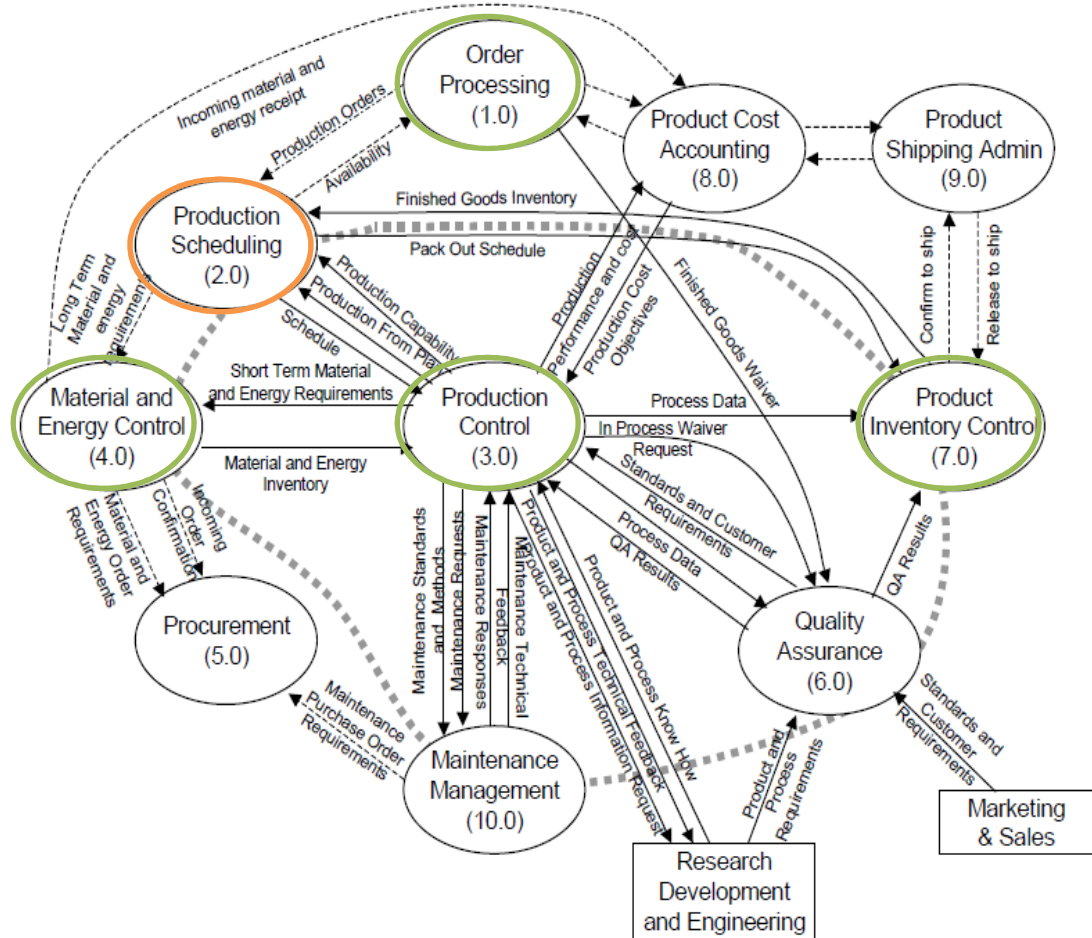 Order
Processing
(1.0)
Incoming material and
energy receipt
Production Orders
Availability
Product Cost
Accounting
(8.0)
Product
Shipping Admin
(9.0)
Production
Scheduling
(2.0)
Finished Goods Inventory
Pack Out Schedule
Long Term
Material and
energy
requirements
Production Capability
Production From Plan
Schedule
Production
Performance and cost
Production Cost
Objectives
Finished Goods Waiver
Confirm to ship
Release to ship
Short Term Material
and Energy Requirements
Material and
Energy Control
(4.0)
Production
Control
(3.0)
Process Data
In Process Waiver
Request
Product
Inventory Control
(7.0)
Material and Energy
Inventory
Standards and Customer
Requirements
Process Data
QA Results
QA Results
Material and
Energy Order
Requirements
Incoming
Order
Confirmation
Maintenance Standards
and Methods
Maintenance Requests
Maintenance Responses
Maintenance Technical
Feedback
Product and Process Technical Feedback
Product and Process Information Request
Product and Process Know How
Procurement
(5.0)
Quality
Assurance
(6.0)
Maintenance
Purchase Order
Requirements
Maintenance
Management
(10.0)
Product and
Process
Requirements
Standards and
Customer
Requirements
Marketing
& Sales
Research
Development
and Engineering